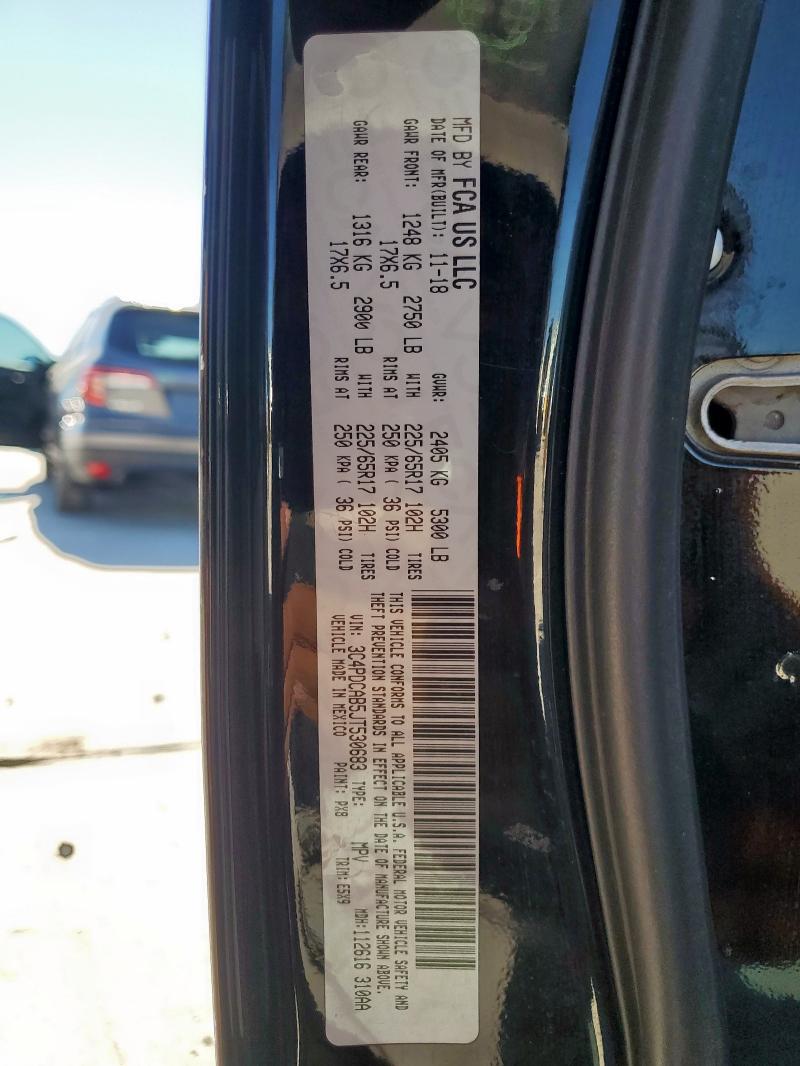 MFD BY FCA US LLC
DATE OF MFR(BUILT): 11-18 GVWR: 2405 KG 5300 LB
GAWR FRONT: 1248 KG 2750 LB WITH 225/65R17 102H TIRES
17X6.5 RIMS AT 250 KPA ( 36 PSI) COLD
GAWR REAR: 1316 KG 2900 LB WITH 225/65R17 102H TIRES
17X6.5 RIMS AT 250 KPA ( 36 PSI) COLD
THIS VEHICLE CONFORMS TO ALL APPLICABLE U.S.A. FEDERAL MOTOR VEHICLE SAFETY AND
THEFT PREVENTION STANDARDS IN EFFECT ON THE DATE OF MANUFACTURE SHOWN ABOVE.
VIN: 3C4PDCAB5JT530683 TYPE: MPV MDH:112616 310AA
VEHICLE MADE IN MEXICO PAINT: PX8 TRIM: E5X9